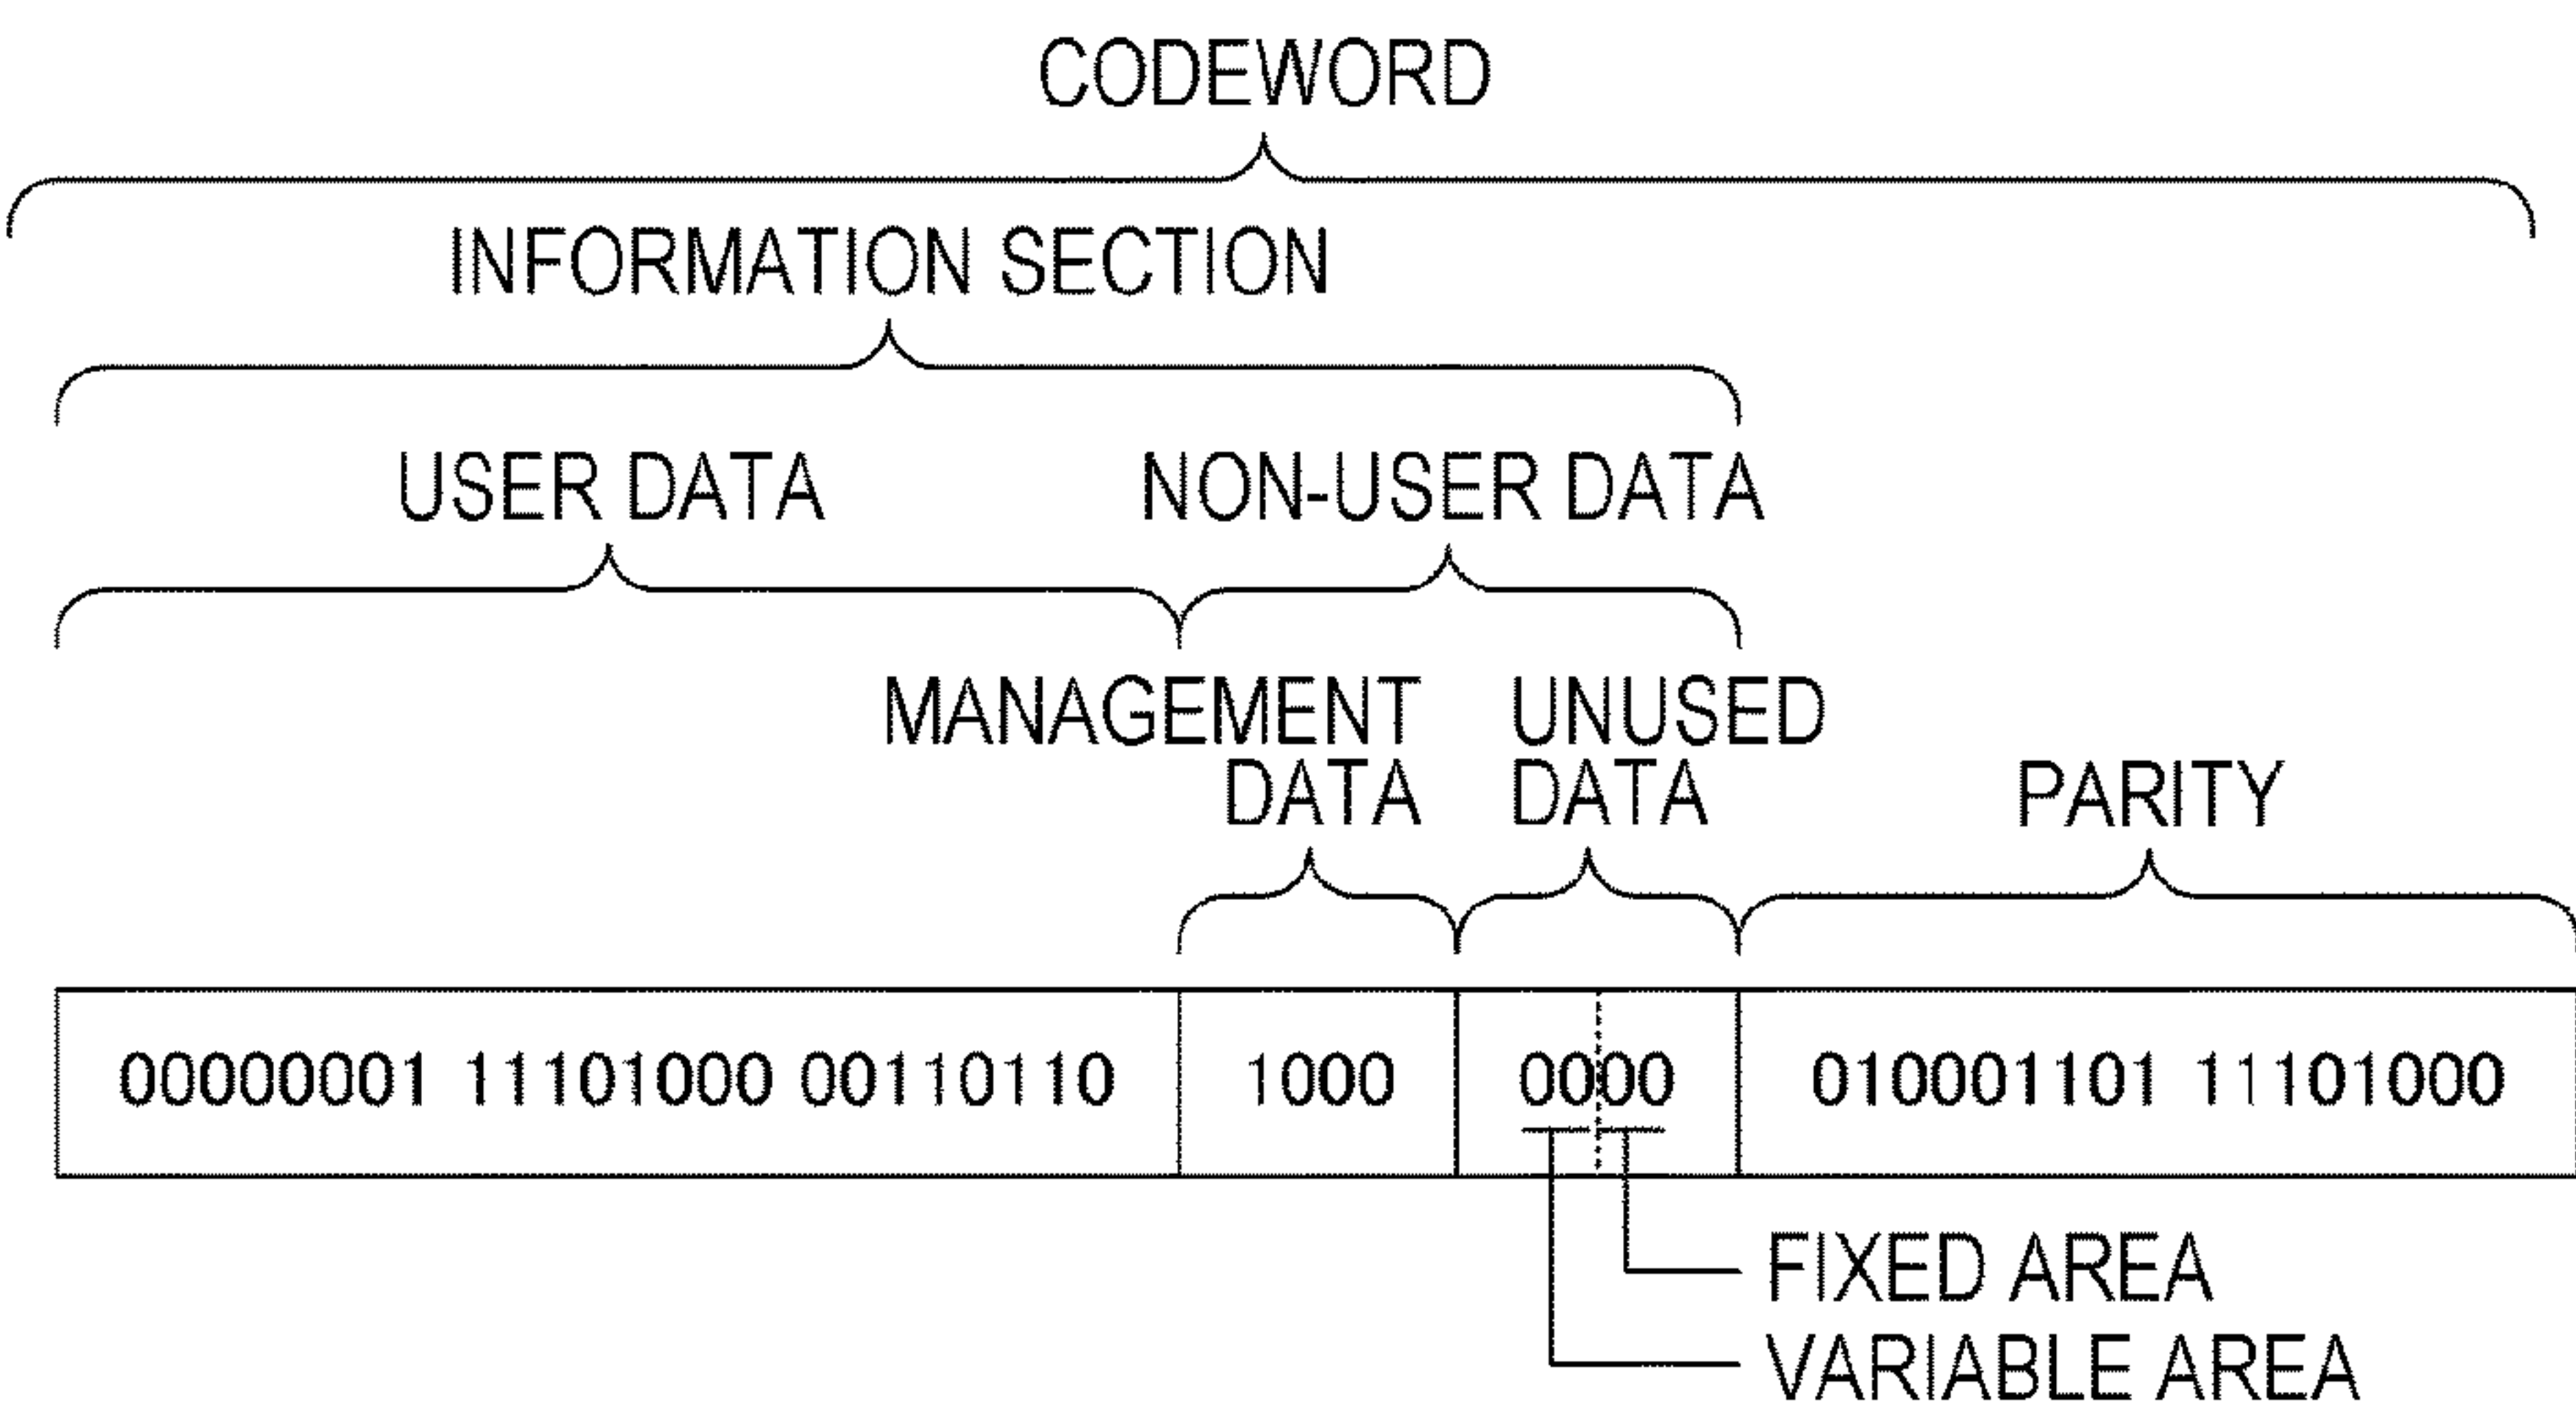 CODEWORD
INFORMATION SECTION
USER DATA NON-USER DATA
MANAGEMENT DATA
UNUSED DATA
PARITY
00000001 11101000 00110110 1000 0000 010001101 11101000
FIXED AREA
VARIABLE AREA